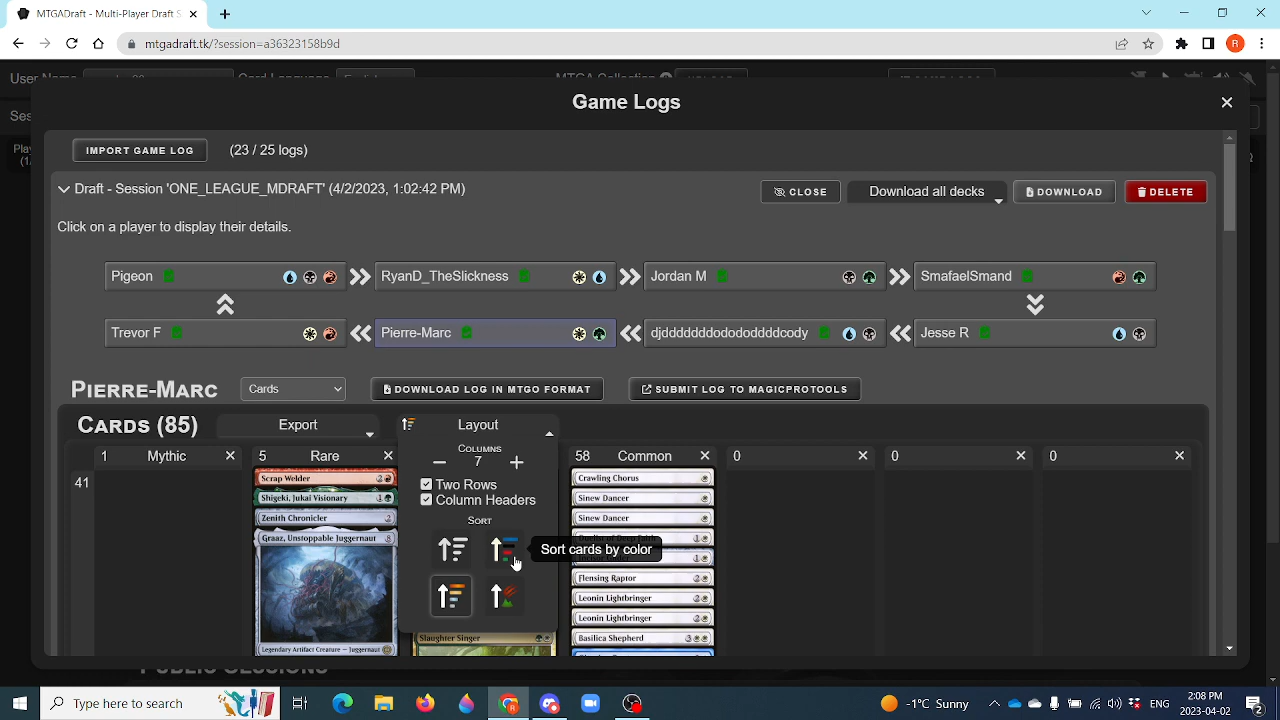 MTGADraft - Multi-Player Draft S
mtgadraft.tk/?session=a36323158b9d
Game Logs
IMPORT GAME LOG (23 / 25 logs)
Draft - Session 'ONE_LEAGUE_MDRAFT' (4/2/2023, 1:02:42 PM)
CLOSE Download all decks DOWNLOAD DELETE
Click on a player to display their details.
Pigeon RyanD_TheSlickness Jordan M SmafaelSmand
Trevor F Pierre-Marc djdddddddodododdddcody Jesse R
PIERRE-MARC Cards DOWNLOAD LOG IN MTGO FORMAT SUBMIT LOG TO MAGICPROTOOLS
CARDS (85) Export Layout
1 Mythic 5 Rare 58 Common 0 0 0
41
COLUMNS
7
Two Rows
Column Headers
SORT
Sort cards by color
Scrap Welder
Shigeki, Jukai Visionary
Zenith Chronicler
Graaz, Unstoppable Juggernaut
Legendary Artifact Creature — Juggernaut
Slaughter Singer
Crawling Chorus
Sinew Dancer
Sinew Dancer
Flensing Raptor
Leonin Lightbringer
Leonin Lightbringer
Basilica Shepherd
PUBLIC SESSIONS
Type here to search
-1°C Sunny
ENG
2:08 PM
2023-04-02
2